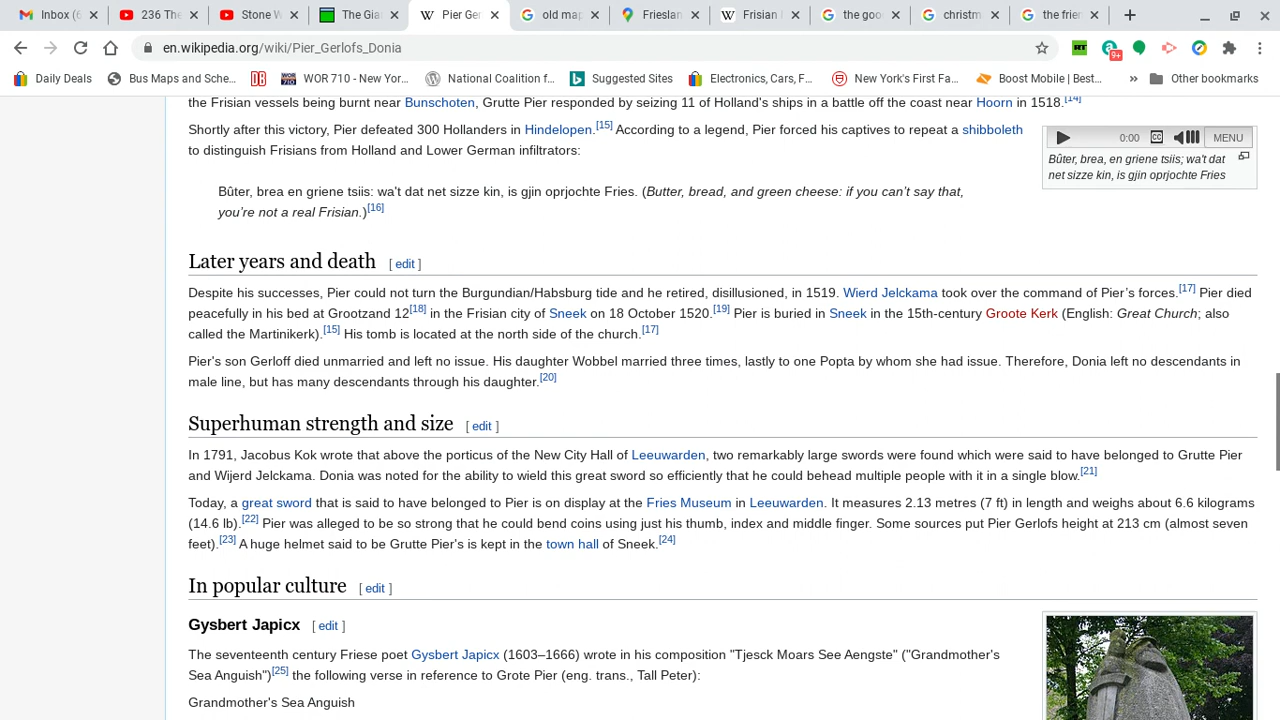 Inbox (6
236 The
Stone W
The Gia
Pier Ger
old map
Frieslan
Frisian I
the goo
christm
the frien
en.wikipedia.org/wiki/Pier_Gerlofs_Donia
RT
9+
Daily Deals
Bus Maps and Sche...
DB
WOR 710 - New Yor...
National Coalition f...
Suggested Sites
Electronics, Cars, F...
New York's First Fa...
Boost Mobile | Best...
»
Other bookmarks
the Frisian vessels being burnt near Bunschoten, Grutte Pier responded by seizing 11 of Holland's ships in a battle off the coast near Hoorn in 1518.[14]
Shortly after this victory, Pier defeated 300 Hollanders in Hindelopen.[15] According to a legend, Pier forced his captives to repeat a shibboleth
to distinguish Frisians from Holland and Lower German infiltrators:
0:00 CC MENU
Bûter, brea, en griene tsiis; wa't dat
net sizze kin, is gjin oprjochte Fries
Bûter, brea en griene tsiis: wa't dat net sizze kin, is gjin oprjochte Fries. (Butter, bread, and green cheese: if you can’t say that,
you’re not a real Frisian.)[16]
Later years and death [ edit ]
Despite his successes, Pier could not turn the Burgundian/Habsburg tide and he retired, disillusioned, in 1519. Wierd Jelckama took over the command of Pier’s forces.[17] Pier died
peacefully in his bed at Grootzand 12[18] in the Frisian city of Sneek on 18 October 1520.[19] Pier is buried in Sneek in the 15th-century Groote Kerk (English: Great Church; also
called the Martinikerk).[15] His tomb is located at the north side of the church.[17]
Pier's son Gerloff died unmarried and left no issue. His daughter Wobbel married three times, lastly to one Popta by whom she had issue. Therefore, Donia left no descendants in
male line, but has many descendants through his daughter.[20]
Superhuman strength and size [ edit ]
In 1791, Jacobus Kok wrote that above the porticus of the New City Hall of Leeuwarden, two remarkably large swords were found which were said to have belonged to Grutte Pier
and Wijerd Jelckama. Donia was noted for the ability to wield this great sword so efficiently that he could behead multiple people with it in a single blow.[21]
Today, a great sword that is said to have belonged to Pier is on display at the Fries Museum in Leeuwarden. It measures 2.13 metres (7 ft) in length and weighs about 6.6 kilograms
(14.6 lb).[22] Pier was alleged to be so strong that he could bend coins using just his thumb, index and middle finger. Some sources put Pier Gerlofs height at 213 cm (almost seven
feet).[23] A huge helmet said to be Grutte Pier's is kept in the town hall of Sneek.[24]
In popular culture [ edit ]
Gysbert Japicx [ edit ]
The seventeenth century Friese poet Gysbert Japicx (1603–1666) wrote in his composition "Tjesck Moars See Aengste" ("Grandmother's
Sea Anguish")[25] the following verse in reference to Grote Pier (eng. trans., Tall Peter):
Grandmother's Sea Anguish